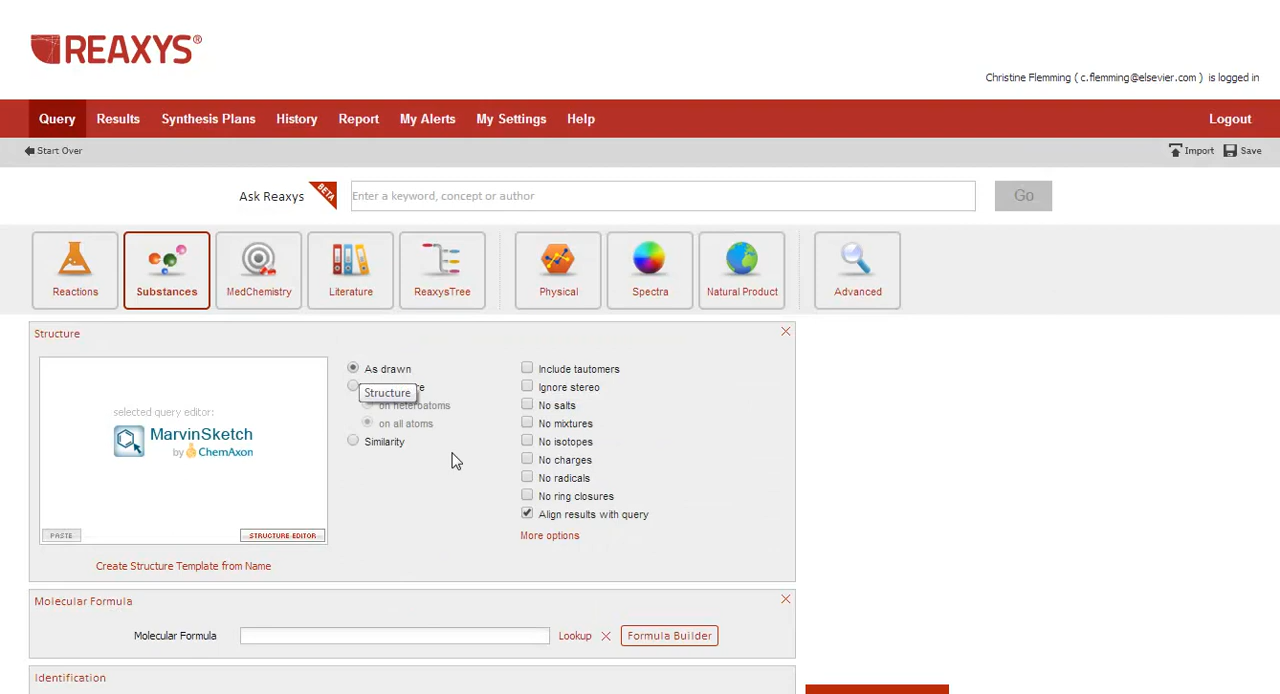 REAXYS®
Christine Flemming ( c.flemming@elsevier.com ) is logged in
Query Results Synthesis Plans History Report My Alerts My Settings Help Logout
Start Over Import Save
Ask Reaxys BETA Enter a keyword, concept or author Go
Reactions Substances MedChemistry Literature ReaxysTree Physical Spectra Natural Product Advanced
Structure
As drawn Include tautomers
Structure re Ignore stereo
selected query editor: on heteroatoms No salts
MarvinSketch on all atoms No mixtures
by ChemAxon Similarity No isotopes
No charges
No radicals
No ring closures
Align results with query
PASTE STRUCTURE EDITOR More options
Create Structure Template from Name
Molecular Formula
Molecular Formula Lookup Formula Builder
Identification